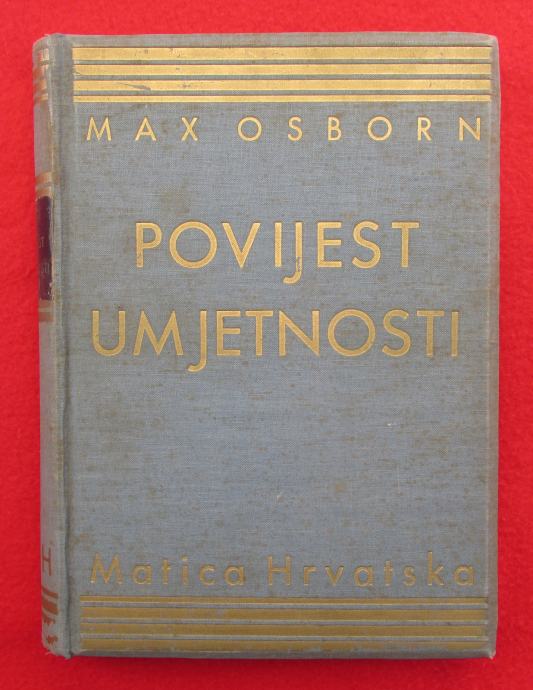 MAX OSBORN
POVIJEST
UMJETNOSTI
Matica Hrvatska
H